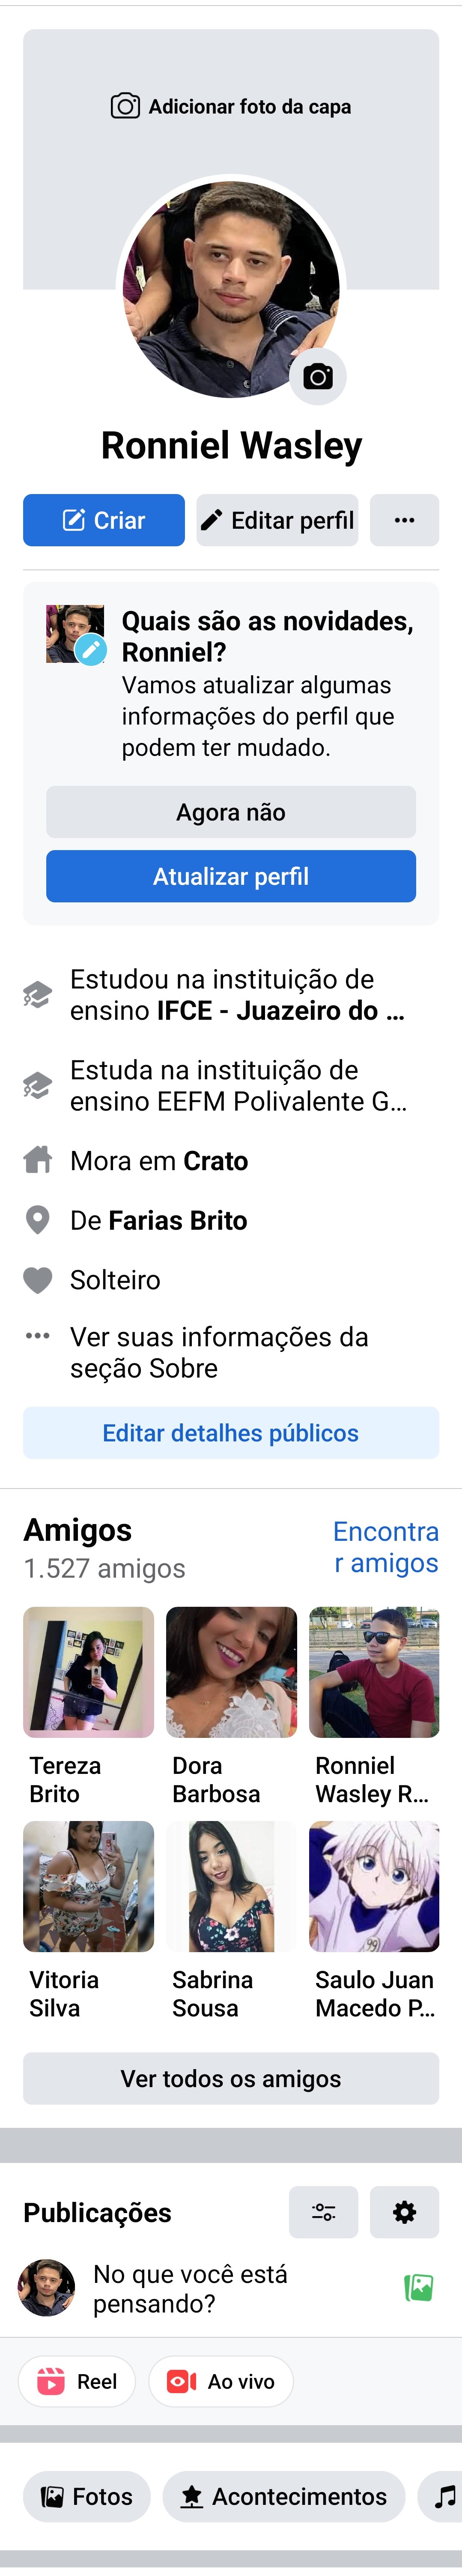 Adicionar foto da capa
Ronniel Wasley
Criar
Editar perfil
Quais são as novidades,
Ronniel?
Vamos atualizar algumas
informações do perfil que
podem ter mudado.
Agora não
Atualizar perfil
Estudou na instituição de
ensino IFCE - Juazeiro do ...
Estuda na instituição de
ensino EEFM Polivalente G...
Mora em Crato
De Farias Brito
Solteiro
Ver suas informações da
seção Sobre
Editar detalhes públicos
Amigos
1.527 amigos
Encontra
r amigos
Tereza
Brito
Dora
Barbosa
Ronniel
Wasley R...
Vitoria
Silva
Sabrina
Sousa
Saulo Juan
Macedo P...
Ver todos os amigos
Publicações
No que você está
pensando?
Reel
Ao vivo
Fotos
Acontecimentos